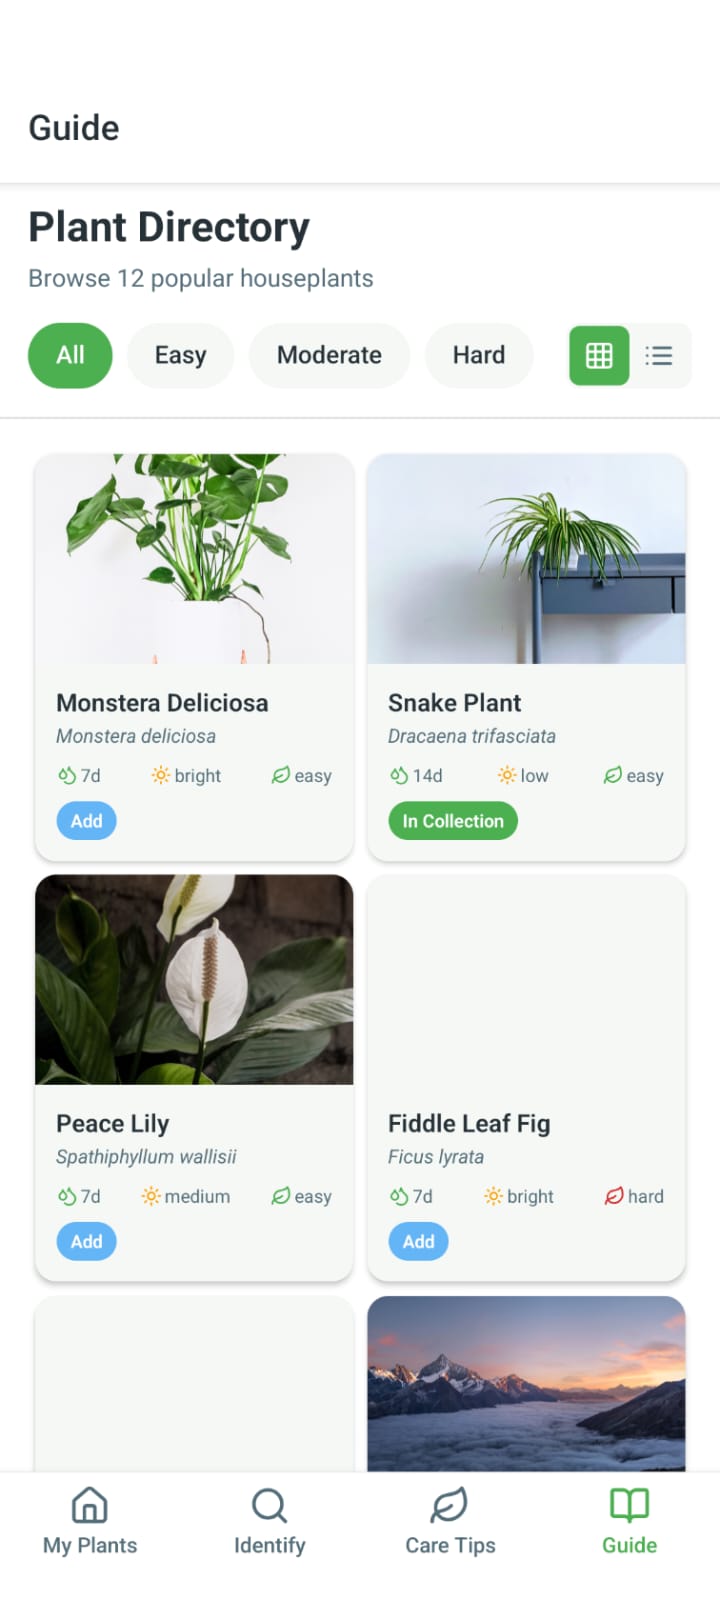 Guide
Plant Directory
Browse 12 popular houseplants
All Easy Moderate Hard
Monstera Deliciosa
Monstera deliciosa
7d bright easy
Add
Snake Plant
Dracaena trifasciata
14d low easy
In Collection
Peace Lily
Spathiphyllum wallisii
7d medium easy
Add
Fiddle Leaf Fig
Ficus lyrata
7d bright hard
Add
My Plants Identify Care Tips Guide